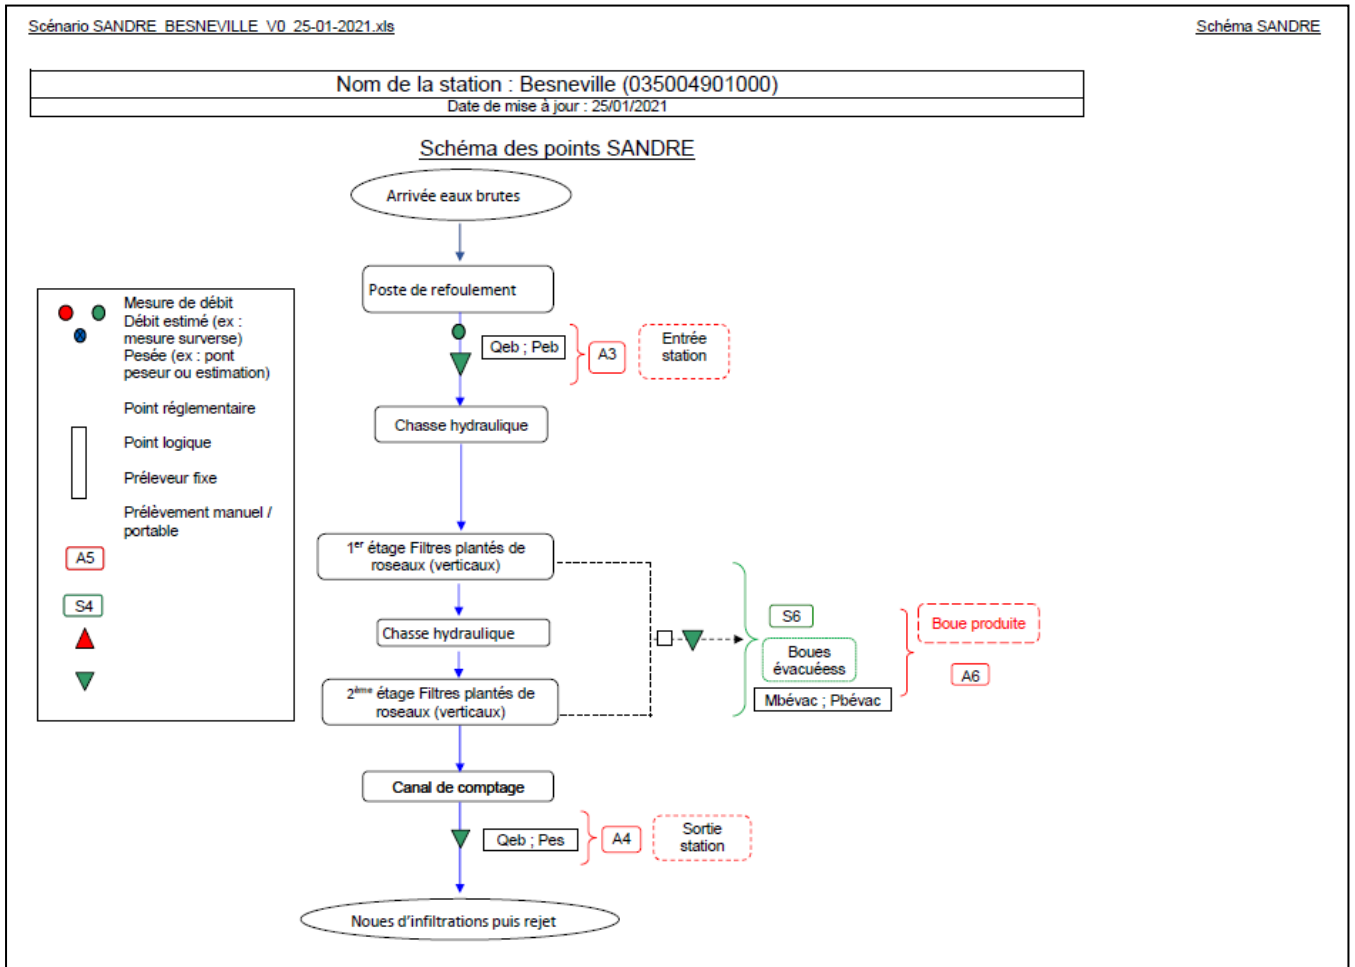 Scénario SANDRE_BESNEVILLE_V0_25-01-2021.xls
Schéma SANDRE
Nom de la station : Besneville (035004901000)
Date de mise à jour : 25/01/2021
Schéma des points SANDRE
Arrivée eaux brutes
Poste de refoulement
Mesure de débit
Débit estimé (ex :
mesure surverse)
Pesée (ex : pont
peseur ou estimation)
Point réglementaire
Point logique
Préleveur fixe
Prélèvement manuel /
portable
A5
S4
Qeb ; Peb
A3
Entrée
station
Chasse hydraulique
1er étage Filtres plantés de
roseaux (verticaux)
Chasse hydraulique
2ème étage Filtres plantés de
roseaux (verticaux)
S6
Boues
évacuéess
Mbévac ; Pbévac
Boue produite
A6
Canal de comptage
Qeb ; Pes
A4
Sortie
station
Noues d'infiltrations puis rejet